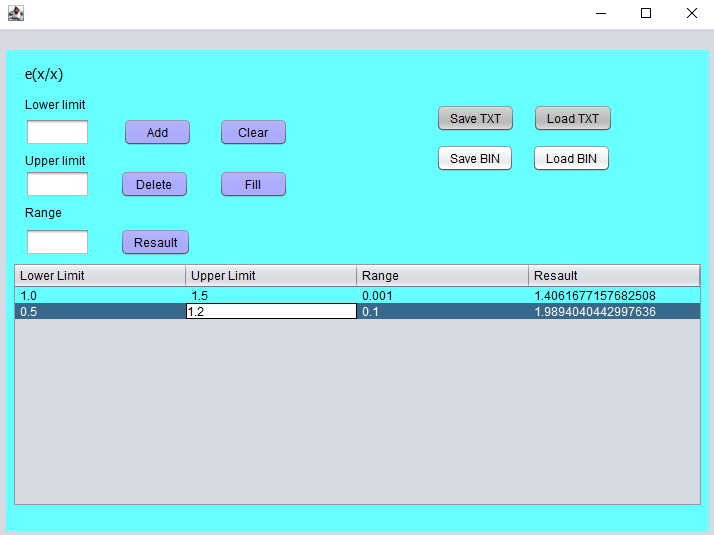 e(x/x)
Lower limit
Add Clear Save TXT Load TXT
Upper limit
Save BIN Load BIN
Delete Fill
Range
Resault
Lower Limit Upper Limit Range Resault
1.0 1.5 0.001 1.4061677157682508
0.5 1.2 0.1 1.9894040442997636